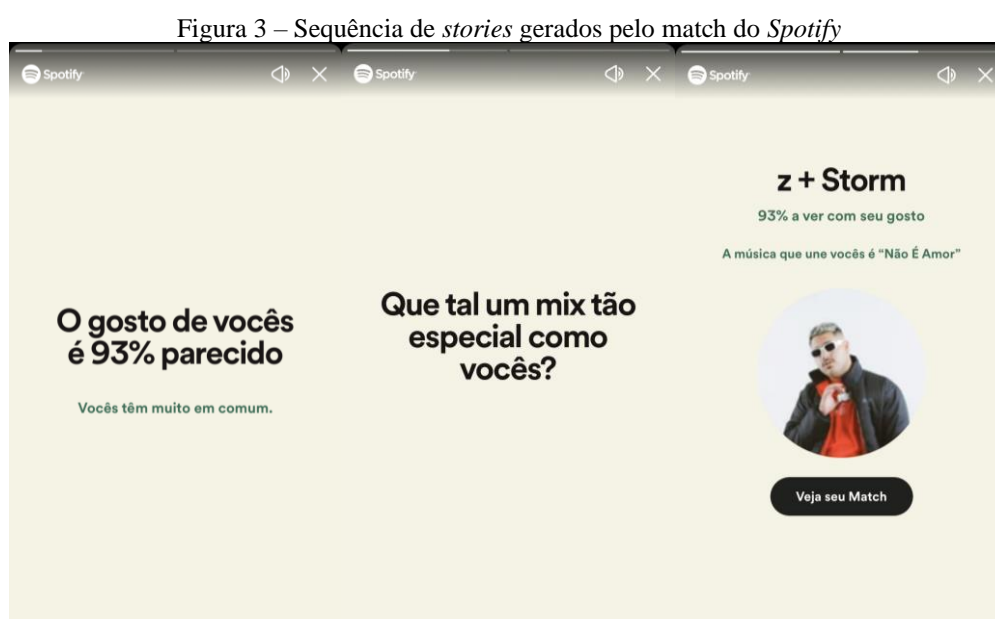 Figura 3 – Sequência de stories gerados pelo match do Spotify
Spotify
O gosto de vocês
é 93% parecido
Vocês têm muito em comum.
Spotify
Que tal um mix tão
especial como
vocês?
Spotify
z + Storm
93% a ver com seu gosto
A música que une vocês é “Não É Amor”
Veja seu Match